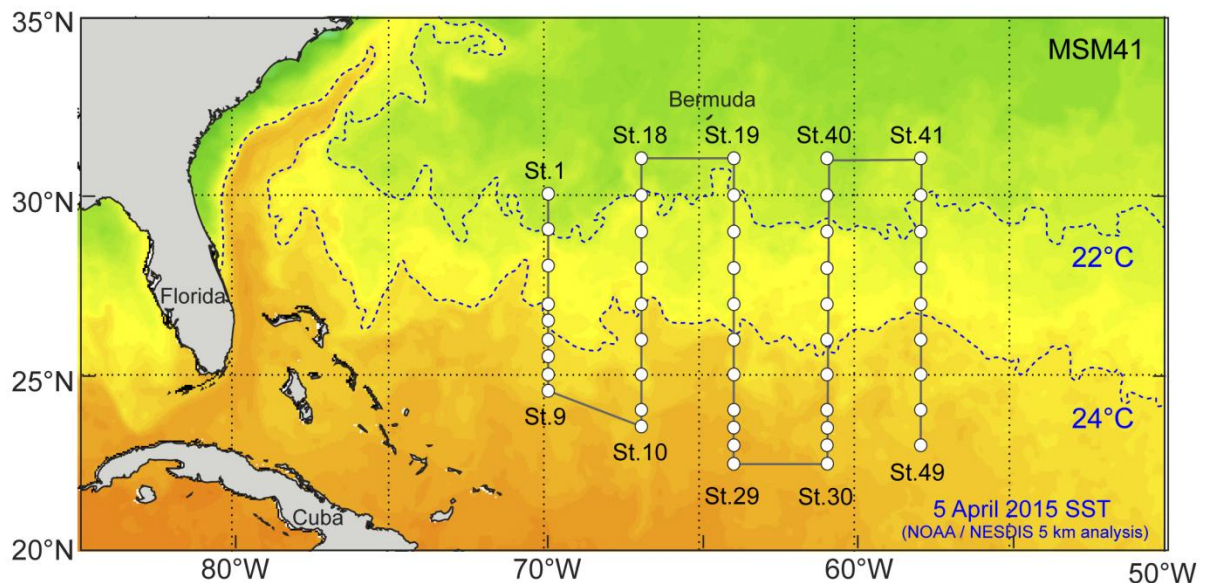 35°N
MSM41
Bermuda
St.18 St.19 St.40 St.41
St.1
30°N
22°C
Florida
25°N
St.9
24°C
St.10
St.29 St.30 St.49
5 April 2015 SST
(NOAA / NESDIS 5 km analysis)
Cuba
20°N
80°W 70°W 60°W 50°W